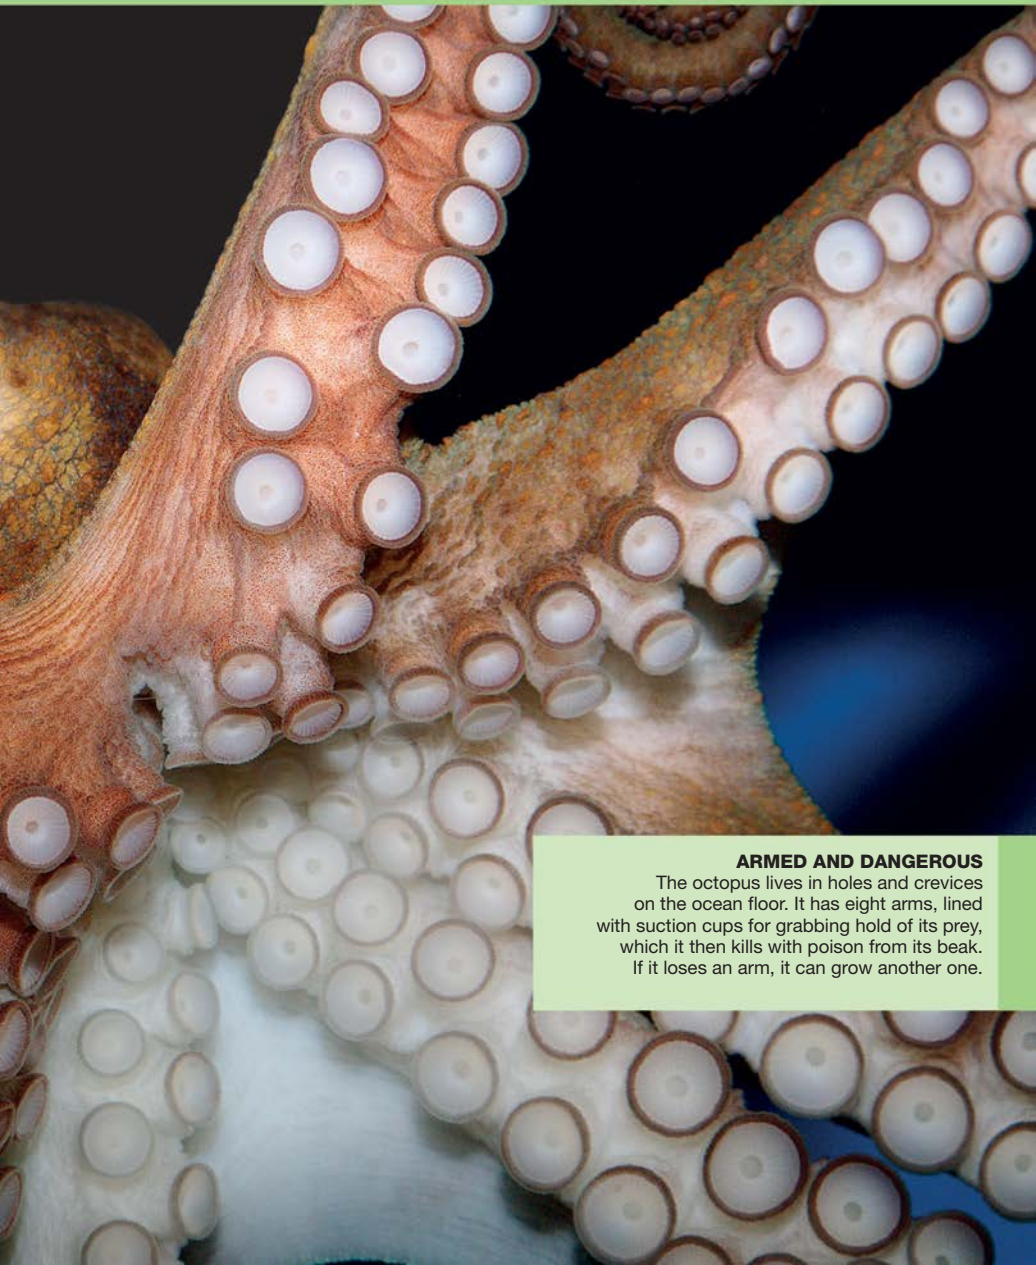 ARMED AND DANGEROUS
The octopus lives in holes and crevices
on the ocean floor. It has eight arms, lined
with suction cups for grabbing hold of its prey,
which it then kills with poison from its beak.
If it loses an arm, it can grow another one.